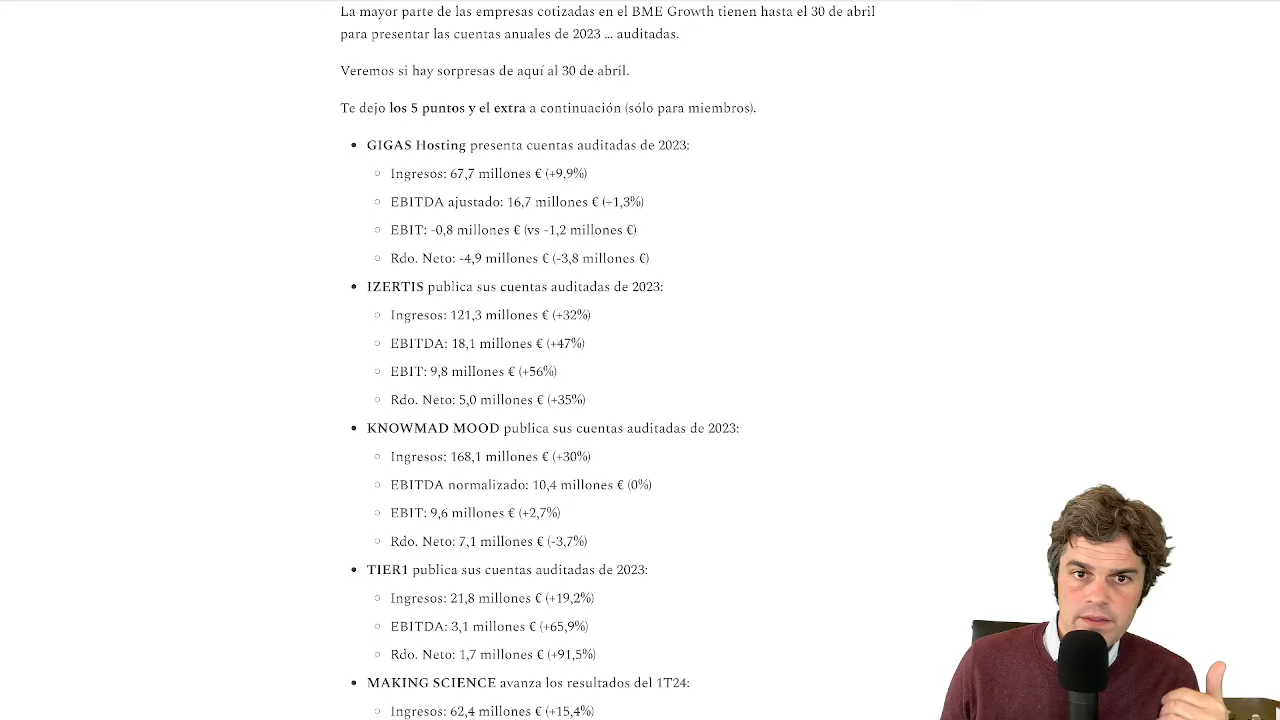 La mayor parte de las empresas cotizadas en el BME Growth tienen hasta el 30 de abril
para presentar las cuentas anuales de 2023 ... auditadas.
Veremos si hay sorpresas de aquí al 30 de abril.
Te dejo los 5 puntos y el extra a continuación (sólo para miembros).
GIGAS Hosting presenta cuentas auditadas de 2023:
Ingresos: 67,7 millones € (+9,9%)
EBITDA ajustado: 16,7 millones € (+1,3%)
EBIT: -0,8 millones € (vs -1,2 millones €)
Rdo. Neto: -4,9 millones € (-3,8 millones €)
IZERTIS publica sus cuentas auditadas de 2023:
Ingresos: 121,3 millones € (+32%)
EBITDA: 18,1 millones € (+47%)
EBIT: 9,8 millones € (+56%)
Rdo. Neto: 5,0 millones € (+35%)
KNOWMAD MOOD publica sus cuentas auditadas de 2023:
Ingresos: 168,1 millones € (+30%)
EBITDA normalizado: 10,4 millones € (0%)
EBIT: 9,6 millones € (+2,7%)
Rdo. Neto: 7,1 millones € (-3,7%)
TIER1 publica sus cuentas auditadas de 2023:
Ingresos: 21,8 millones € (+19,2%)
EBITDA: 3,1 millones € (+65,9%)
Rdo. Neto: 1,7 millones € (+91,5%)
MAKING SCIENCE avanza los resultados del 1T24:
Ingresos: 62,4 millones € (+15,4%)